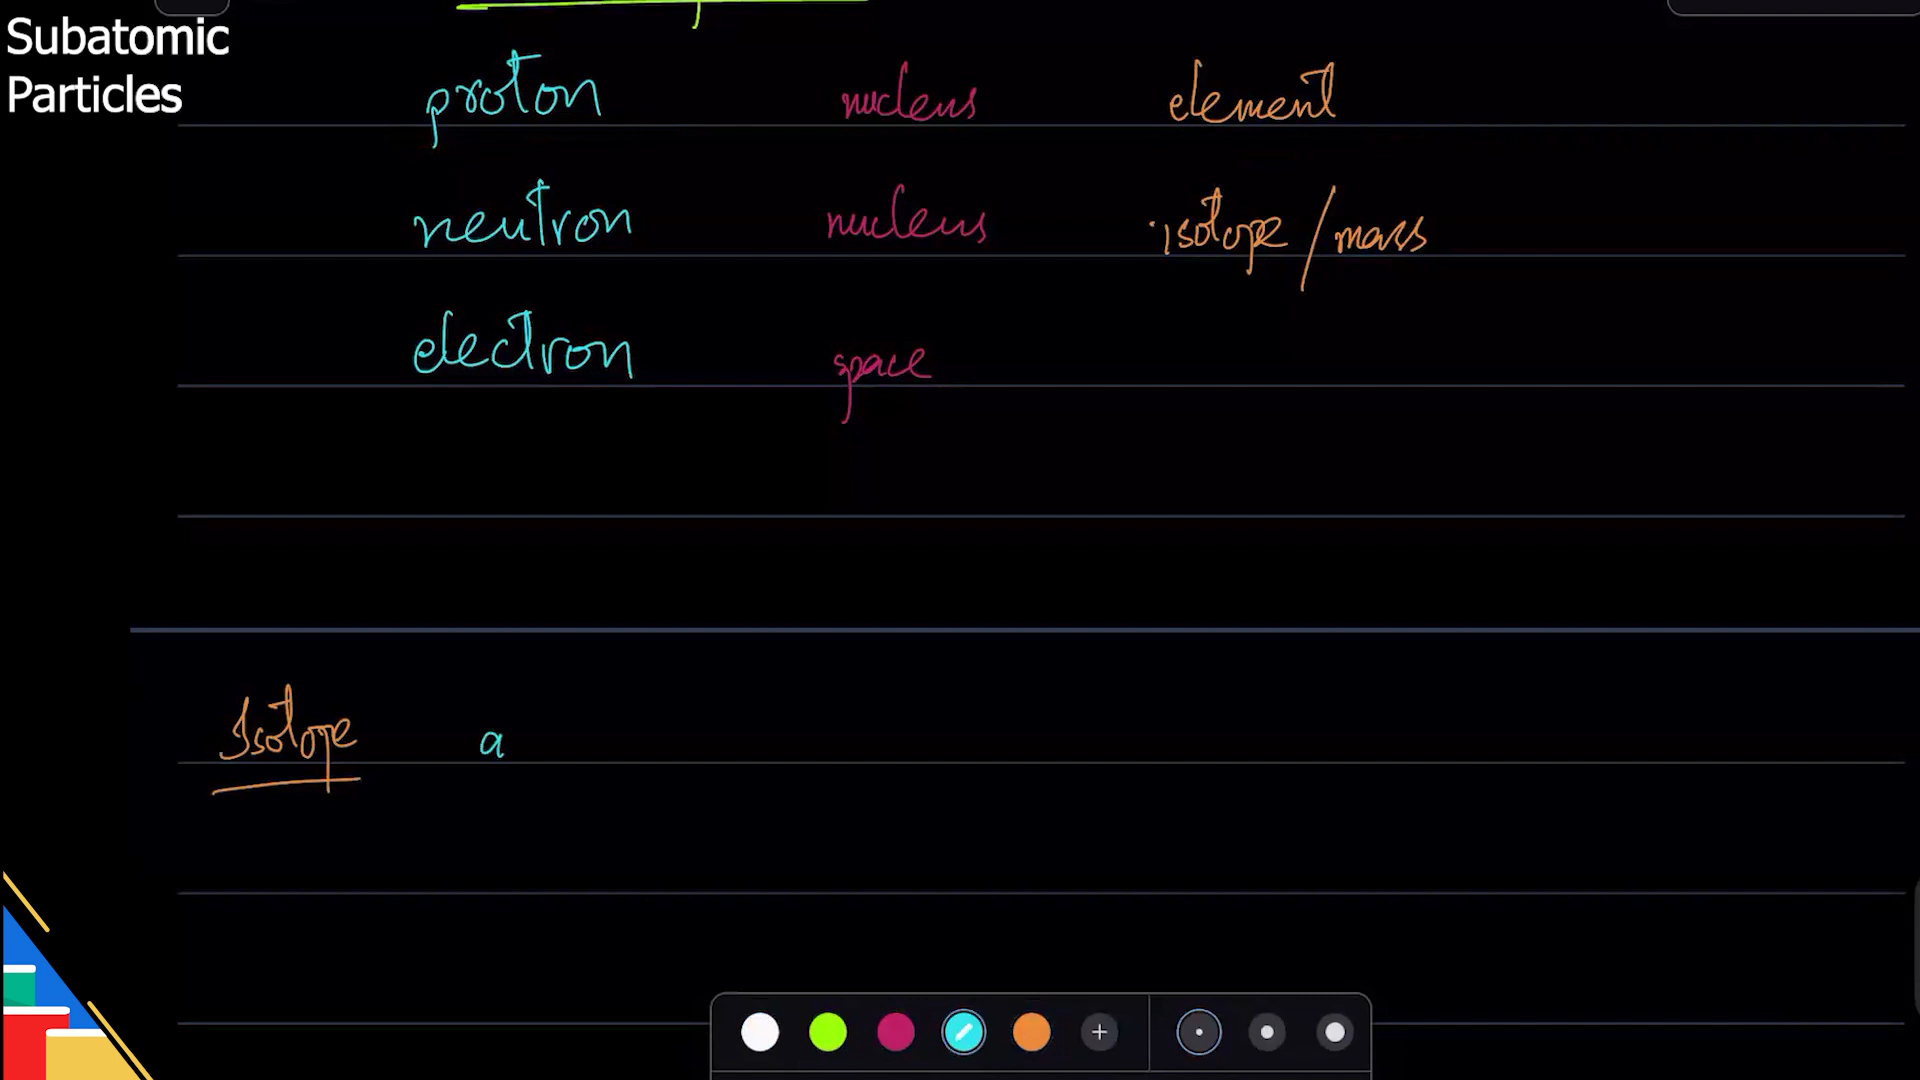 Subatomic
Particles
proton nucleus element
neutron nucleus isotope / mass
electron space
Isotope a